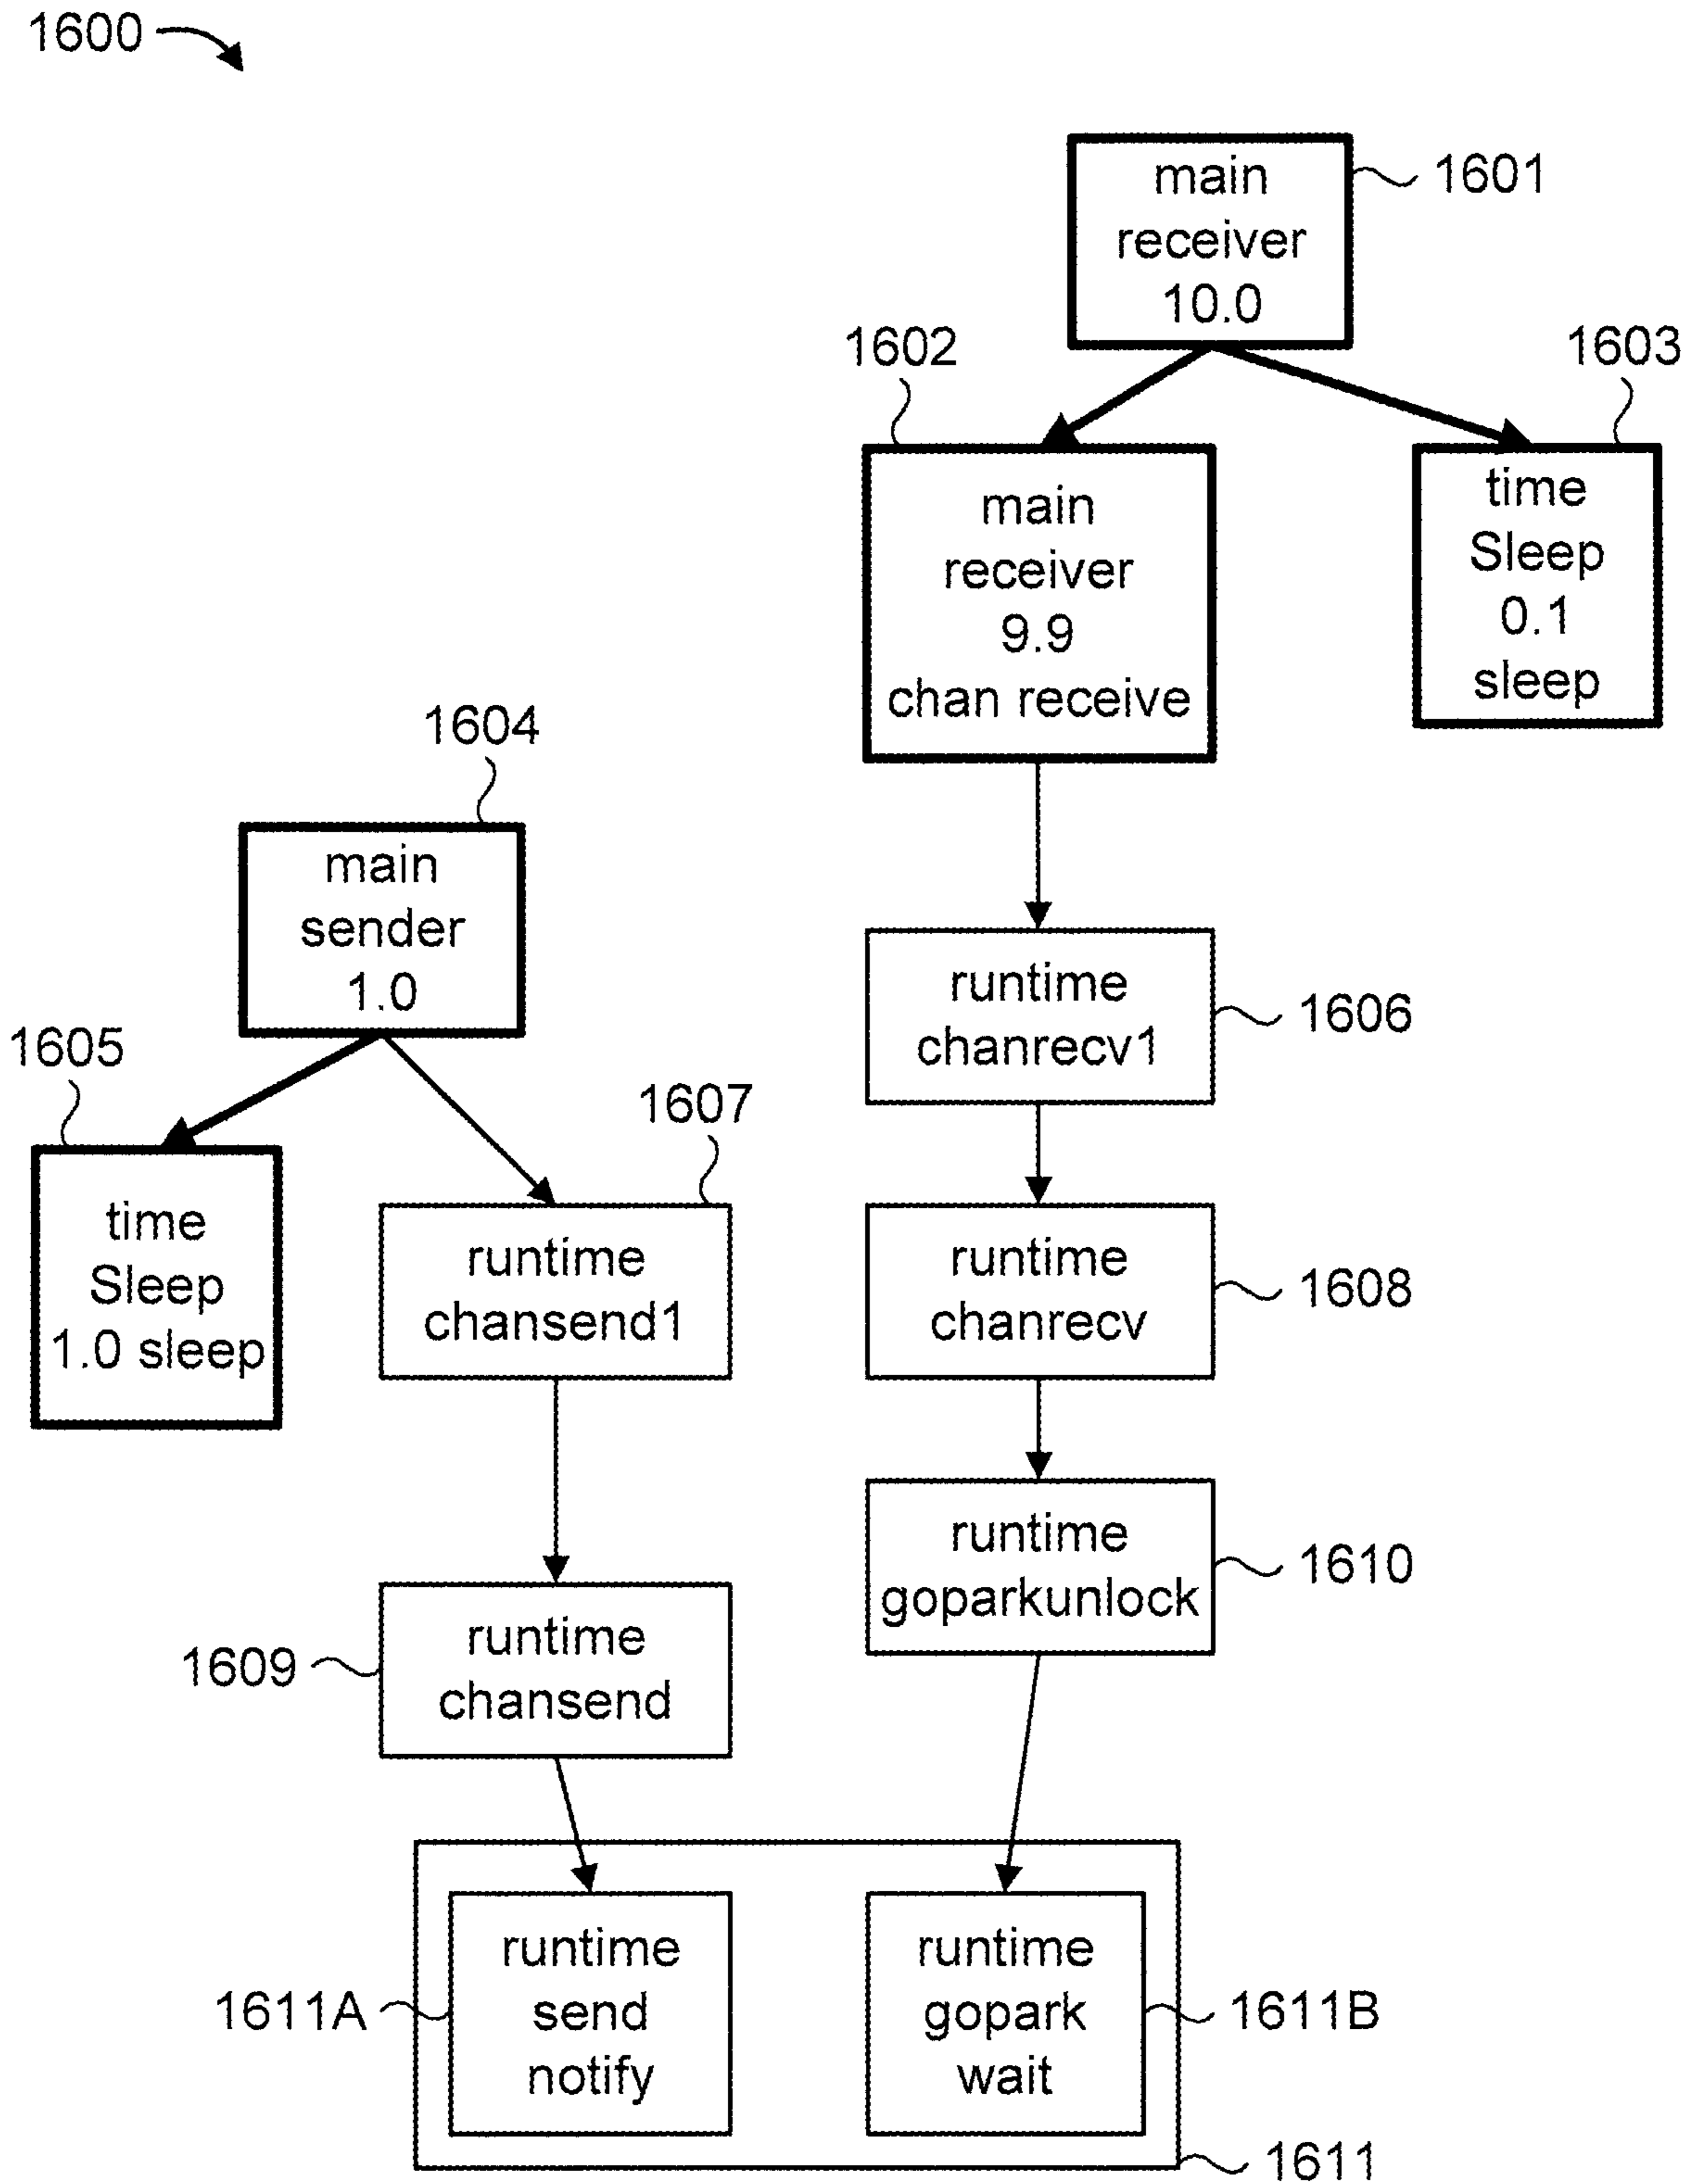 1600
main
receiver
10.0
1601
1602
1603
main
receiver
9.9
chan receive
time
Sleep
0.1
sleep
1604
main
sender
1.0
runtime
chanrecv1
1606
1605
1607
time
Sleep
1.0 sleep
runtime
chansend1
runtime
chanrecv
1608
runtime
goparkunlock
1610
1609
runtime
chansend
1611A
runtime
send
notify
runtime
gopark
wait
1611B
1611